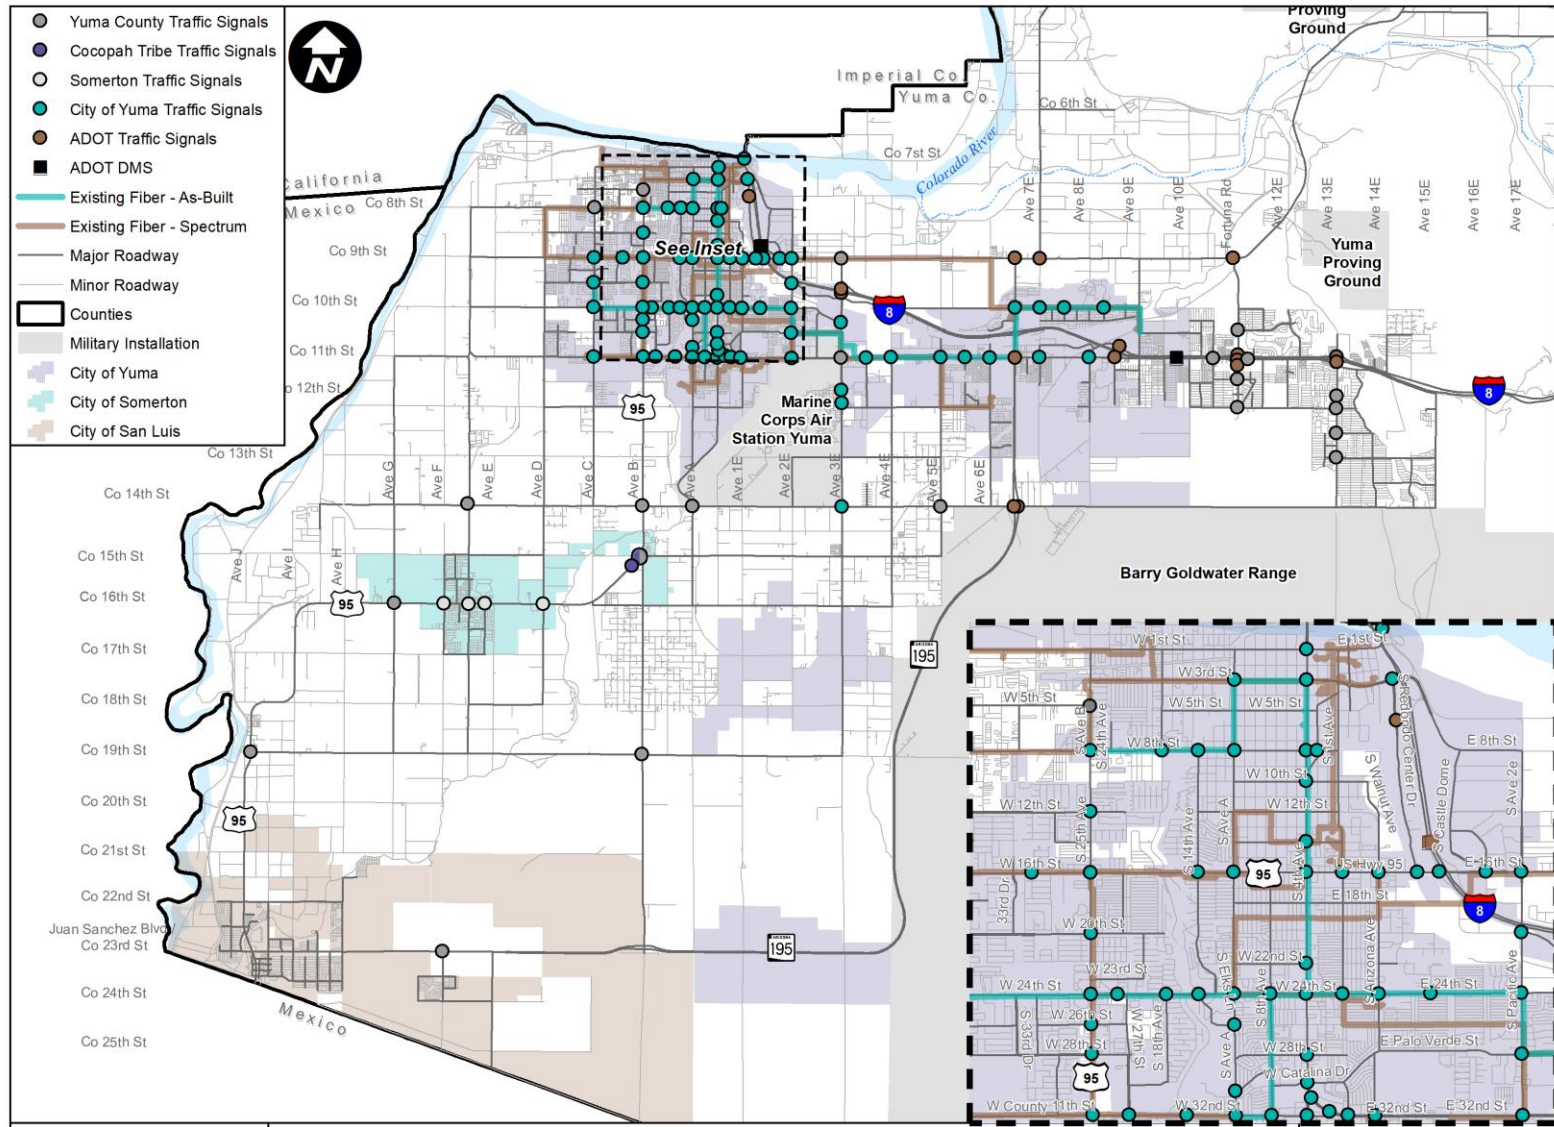 Yuma County Traffic Signals
Cocopah Tribe Traffic Signals
Somerton Traffic Signals
City of Yuma Traffic Signals
ADOT Traffic Signals
ADOT DMS
Existing Fiber - As-Built
Existing Fiber - Spectrum
Major Roadway
Minor Roadway
Counties
Military Installation
City of Yuma
City of Somerton
City of San Luis
N
Proving
Ground
Imperial Co.
Yuma Co.
Co 6th St
Co 7st St
Colorado River
California
Mexico
Co 8th St
Co 9th St
Co 10th St
Co 11th St
o 12th St
Co 13th St
Co 14th St
Co 15th St
Co 16th St
Co 17th St
Co 18th St
Co 19th St
Co 20th St
Co 21st St
Co 22nd St
Juan Sanchez Blvd/
Co 23rd St
Co 24th St
Co 25th St
Mexico
See Inset
Ave 7E
Ave 8E
Ave 9E
Ave 10E
Fortuna Rd
Ave 12E
Ave 13E
Ave 14E
Ave 15E
Ave 16E
Ave 17E
Yuma
Proving
Ground
8
8
95
Marine
Corps Air
Station Yuma
Ave J
Ave I
Ave H
Ave G
Ave F
Ave E
Ave D
Ave C
Ave B
Ave A
Ave 1E
Ave 2E
Ave 3E
Ave 4E
Ave 5E
Ave 6E
95
95
Barry Goldwater Range
ARIZONA
195
ARIZONA
195
W 1st St
E 1st St
W 3rd St
W 5th St
W 5th St
W 5th St
S Ave B
S 24th Ave
W 8th St
E 8th St
S 1st Ave
S Redondo Center Dr
S Walnut Ave
S Castle Dome
S Ave 2e
W 10th St
W 12th St
W 12th St
S 25th Ave
S 14th Ave
S Ave A
S 4th Ave
W 16th St
95
US Hwy 95
E 16th St
33rd Dr
E 18th St
8
W 20th St
W 22nd St
W 23rd St
S Elks Ln
S 8th Ave
S Arizona Ave
S Pacific Ave
W 24th St
W 24th St
E 24th St
S 33rd Dr
W 26th St
W 27th St
S 18th Ave
W 28th St
S Ave A
W 28th St
E Palo Verde St
95
W Catalina Dr
W County 11th St
W 32nd St
E 32nd St
E 32nd St